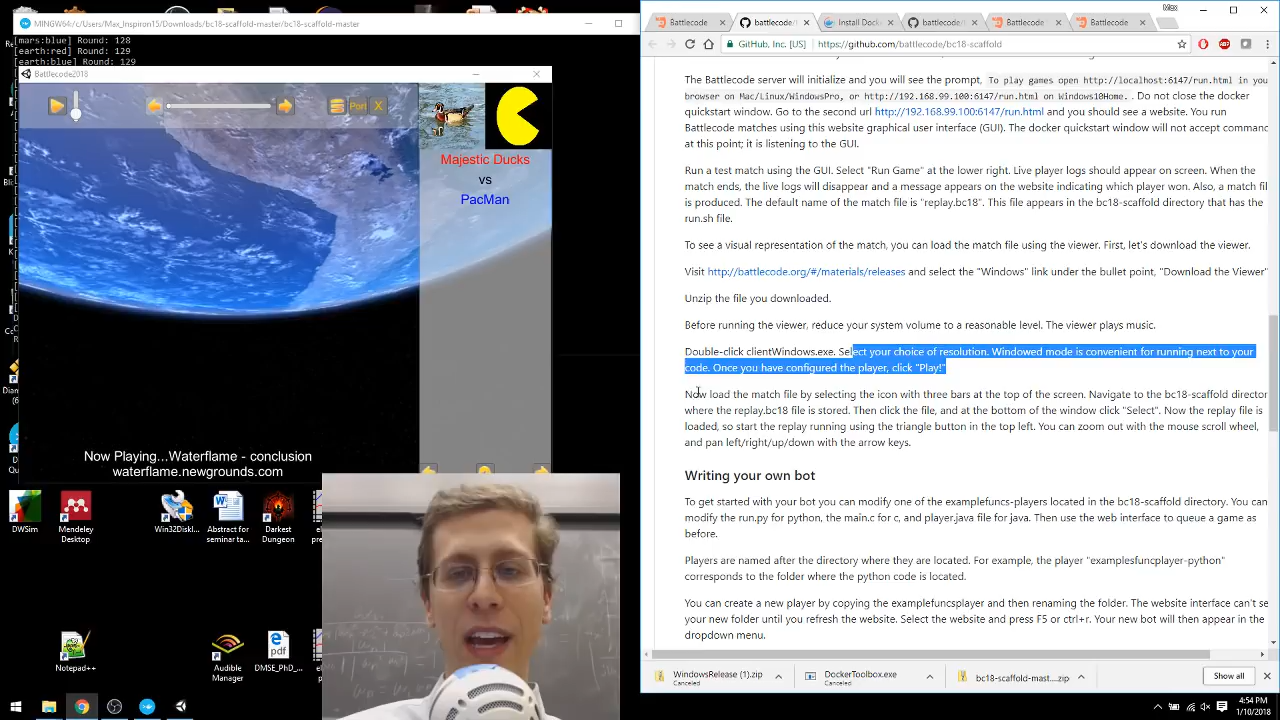 MINGW64:/c/Users/Max_Inspiron15/Downloads/bc18-scaffold-master/bc18-scaffold-master
[mars:blue] Round: 128
[earth:red] Round: 129
[earth:blue] Round: 129
Battlecode2018
Port X
Majestic Ducks
vs
PacMan
Now Playing...Waterflame - conclusion
waterflame.newgrounds.com
DWSim
Mendeley Desktop
Win32Diskl...
Abstract for seminar ta...
Darkest Dungeon
Notepad++
Audible Manager
DMSE_PhD_...
Battlecode
Install Docke
Battlecode
Battlecode
GitHub, Inc. [US]
https://github.com/battlecode/bc18-scaffold
The Battlecode server will initialize and you will see the prompt, To play games open http://localhost:6147/run.html in you
browser on Mac/Linux/WindowsPro, or http://192.168.99.100:6147/run.html on Windows10Home. . Do not use the docker
quickstart window. Go to the second url http://192.168.99.100:6147/run.html and you should see a website. You run
Battlecode matches using this website graphical user interface (GUI). The docker quickstart window will not accept command
at this point; it is listening to the GUI.
Run a test match using the GUI. Select "Run Game" at the lower right. Live player logs should appear on screen. When the
match ends, the live logs will disappear and a message appears on the website indicating which player won. Also, a match fil
is produced. The default name of the match file is "replay.bc18". This file appears in the bc18-scaffold directory that has the
run.sh file.
To see a visual representation of the match, you can load the match file using the viewer. First, let's download the viewer.
Visit http://battlecode.org/#/materials/releases and select the "Windows" link under the bullet point, "Download the Viewer"
Unzip the file you downloaded.
Before running the viewer, reduce your system volume to a reasonable level. The viewer plays music.
Double-click clientWindows.exe. Select your choice of resolution. Windowed mode is convenient for running next to your
code. Once you have configured the player, click "Play!"
Now load the match file by selecting the icon with three bars at the top of the screen. Navigate to the bc18-scaffold director
where the replay.bc18 file is stored. Then click the file, and at the bottom of the window click "Select". Now the replay file is
loaded, so start the replay running using the triangle button in the top left. You can zoom out with the mouse scroll wheel,
and pan left/right/up/down with the arrow keys.
Writing your own bot
To get started with your bot you can modify one of the examplefuncs-players located in the bc18-scaffold directory. You can
modify the run.py for python, the main.c for c, and player.java file for java. Then use the web interface to queue a game as
before.
Players are named after the directory where they are located. For example, the player "examplefuncplayer-python"
corresponds to the folder where the python code is located.
You can create a new player by copying the examplefuncplayer and then renaming the folder. The website interface can't se
your new folder until you refresh the website. Select the website and press F5 or ctrl+r. Your new bot will then appear in the
dropdown menu.
WindowsRelease (1).zip
Canceled
DockerToolbox.exe
Canceled
bc18-scaffold-mast....zip
Show all
4:54 PM
1/10/2018